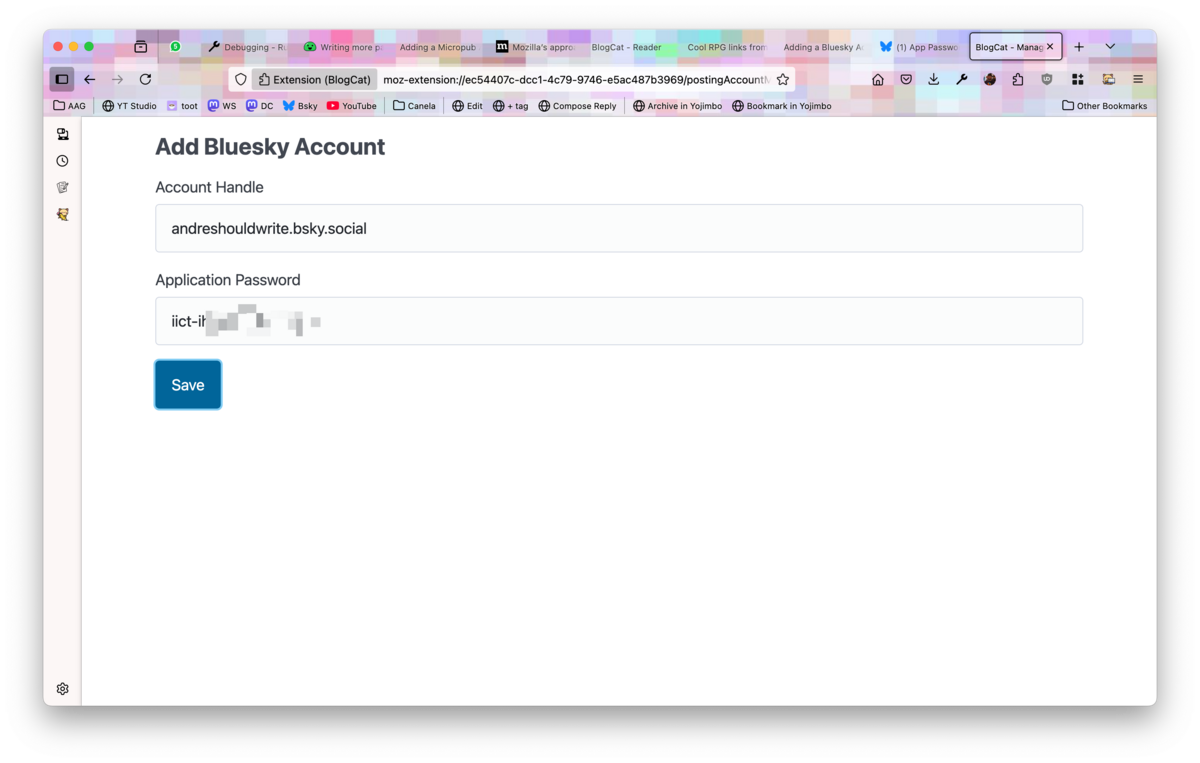 5 Debugging - Ru Writing more p Adding a Micropub m Mozilla's appro BlogCat - Reader Cool RPG links from Adding a Bluesky A (1) App Passwo BlogCat - Manag
Extension (BlogCat) moz-extension://ec54407c-dcc1-4c79-9746-e5ac487b3969/postingAccountM
AAG YT Studio toot WS DC Bsky YouTube Canela Edit + tag Compose Reply Archive in Yojimbo Bookmark in Yojimbo Other Bookmarks
Add Bluesky Account
Account Handle
andreshouldwrite.bsky.social
Application Password
iict-ih
Save